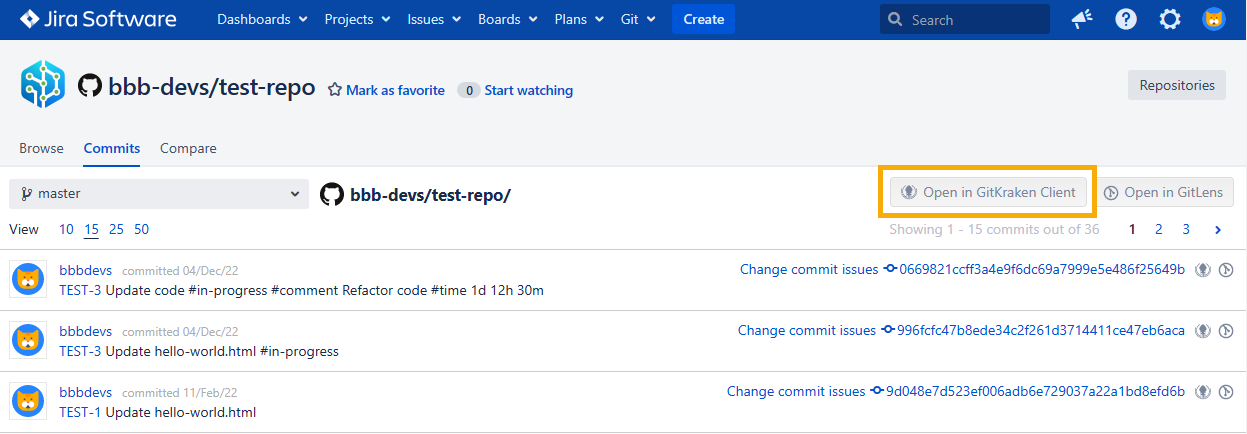 Jira Software Dashboards Projects Issues Boards Plans Git Create Search
bbb-devs/test-repo Mark as favorite 0 Start watching Repositories
Browse Commits Compare
master bbb-devs/test-repo/ Open in GitKraken Client Open in GitLens
View 10 15 25 50 Showing 1 - 15 commits out of 36 1 2 3
bbbdevs committed 04/Dec/22 Change commit issues 0669821ccff3a4e9f6dc69a7999e5e486f25649b
TEST-3 Update code #in-progress #comment Refactor code #time 1d 12h 30m
bbbdevs committed 04/Dec/22 Change commit issues 996fcfc47b8ede34c2f261d3714411ce47eb6aca
TEST-3 Update hello-world.html #in-progress
bbbdevs committed 11/Feb/22 Change commit issues 9d048e7d523ef006adb6e729037a22a1bd8efd6b
TEST-1 Update hello-world.html